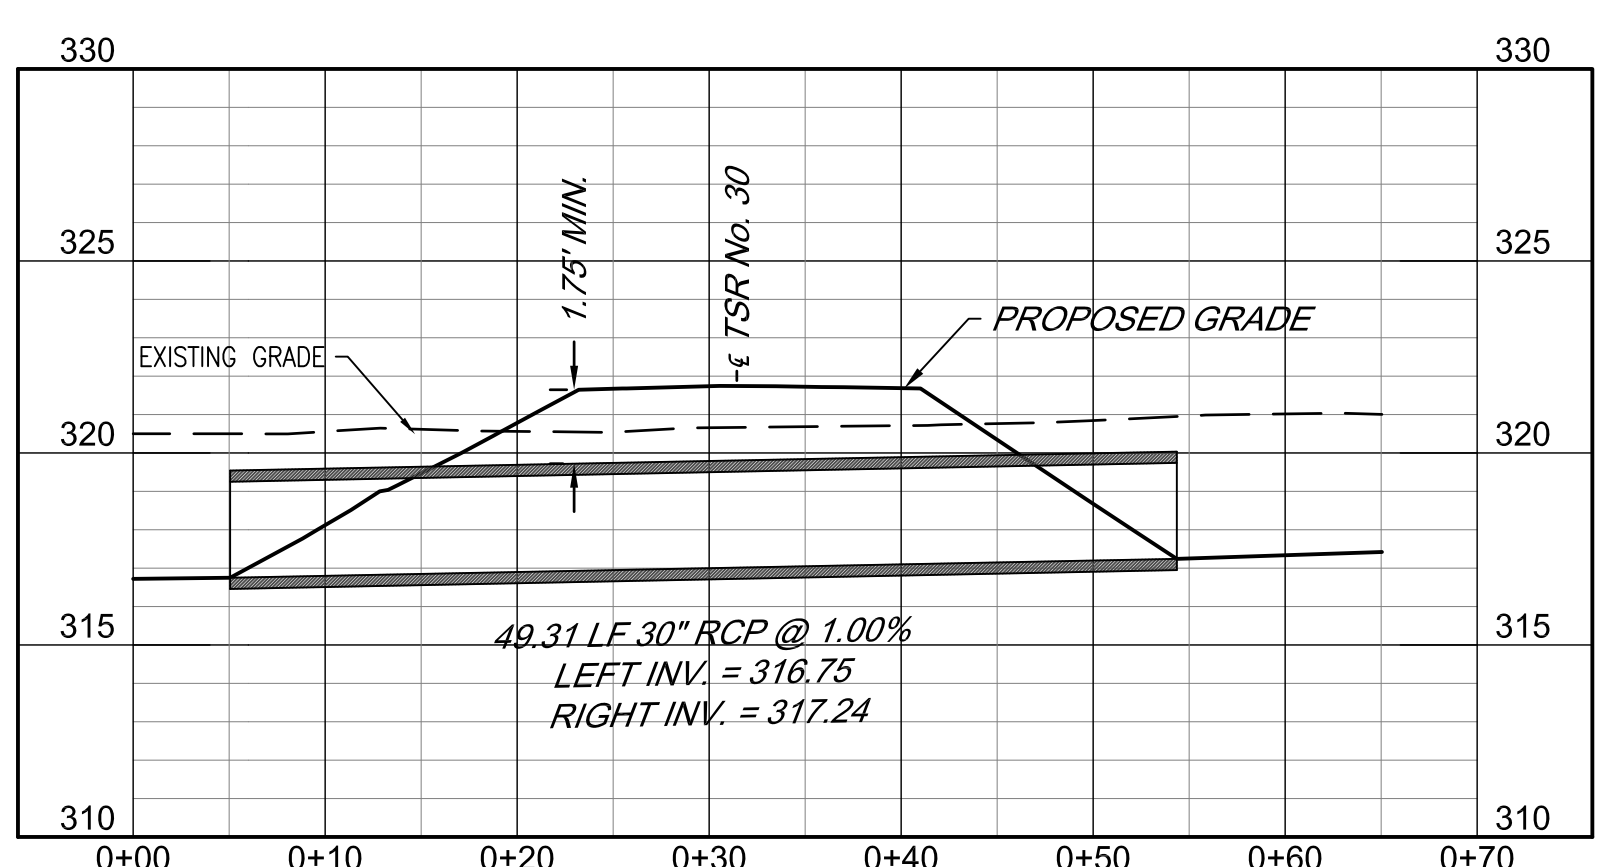 330 330
1.75' MIN.
℄ TSR No. 30
325 325
PROPOSED GRADE
EXISTING GRADE
320 320
49.31 LF 30" RCP @ 1.00%
315 315
LEFT INV. = 316.75
RIGHT INV. = 317.24
310 310
0+00 0+10 0+20 0+30 0+40 0+50 0+60 0+70